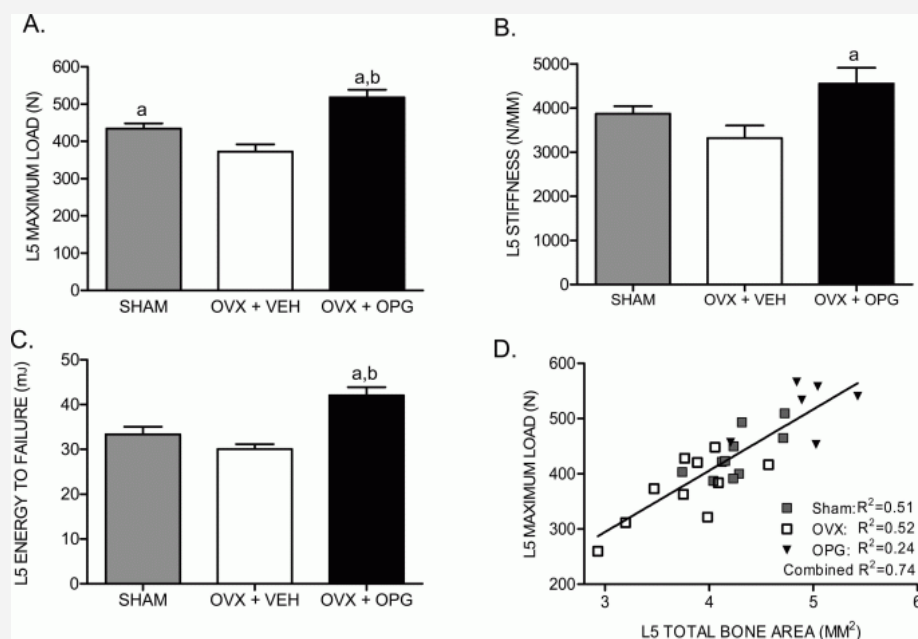 A.
L5 MAXIMUM LOAD (N)
600
500
400
300
200
100
0
a
a,b
SHAM
OVX + VEH
OVX + OPG
B.
L5 STIFFNESS (N/MM)
5000
4000
3000
2000
1000
0
a
SHAM
OVX + VEH
OVX + OPG
C.
L5 ENERGY TO FAILURE (mJ)
50
40
30
20
10
0
a,b
SHAM
OVX + VEH
OVX + OPG
D.
L5 MAXIMUM LOAD (N)
600
500
400
300
200
Sham: R²=0.51
OVX: R²=0.52
OPG: R²=0.24
Combined R²=0.74
3
4
5
6
L5 TOTAL BONE AREA (MM²)